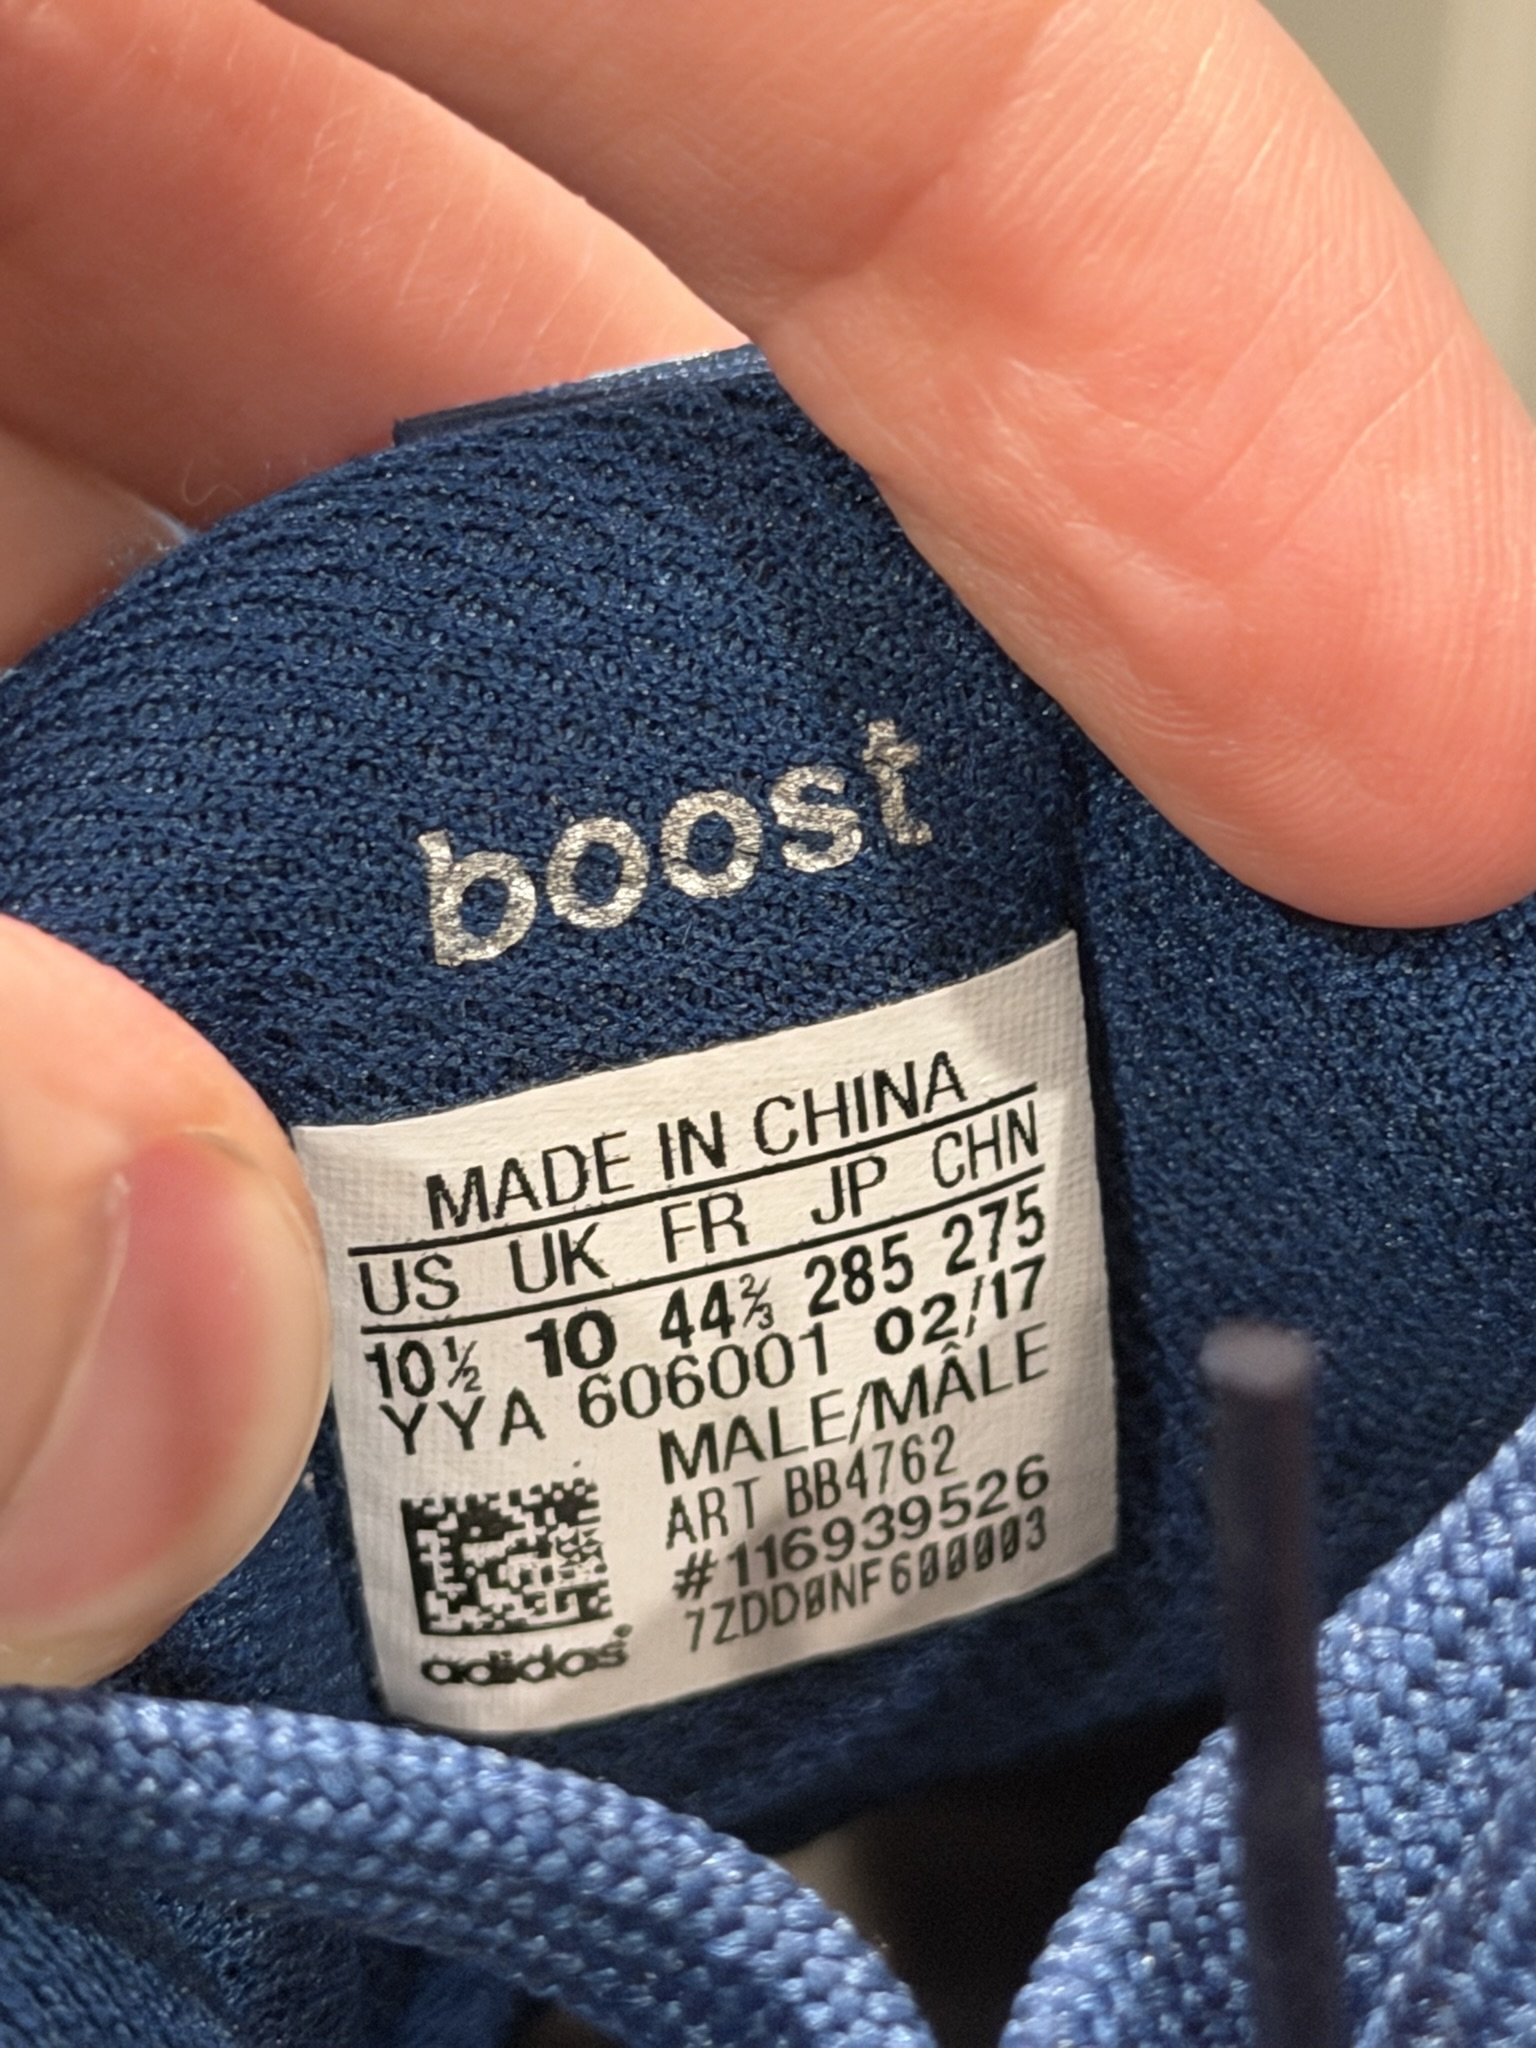 boost
MADE IN CHINA
US UK FR JP CHN
10½ 10 44⅔ 285 275
YYA 606001 02/17
MALE/MÂLE
ART BB4762
#116939526
7ZDD0NF600003
adidas